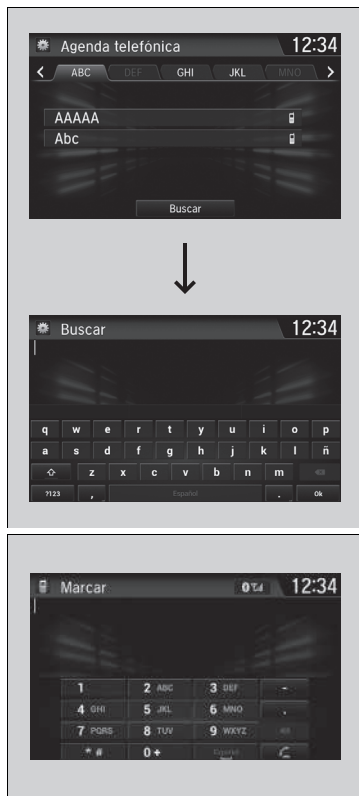 Agenda telefónica 12:34
< ABC DEF GHI JKL MNO >
AAAAA
Abc
Buscar
Buscar 12:34
q w e r t y u i o p
a s d f g h j k l ñ
z x c v b n m
?123 , Español . Ok
Marcar 12:34
1 2 ABC 3 DEF -
4 GHI 5 JKL 6 MNO .
7 PQRS 8 TUV 9 WXYZ
* # 0 + Español